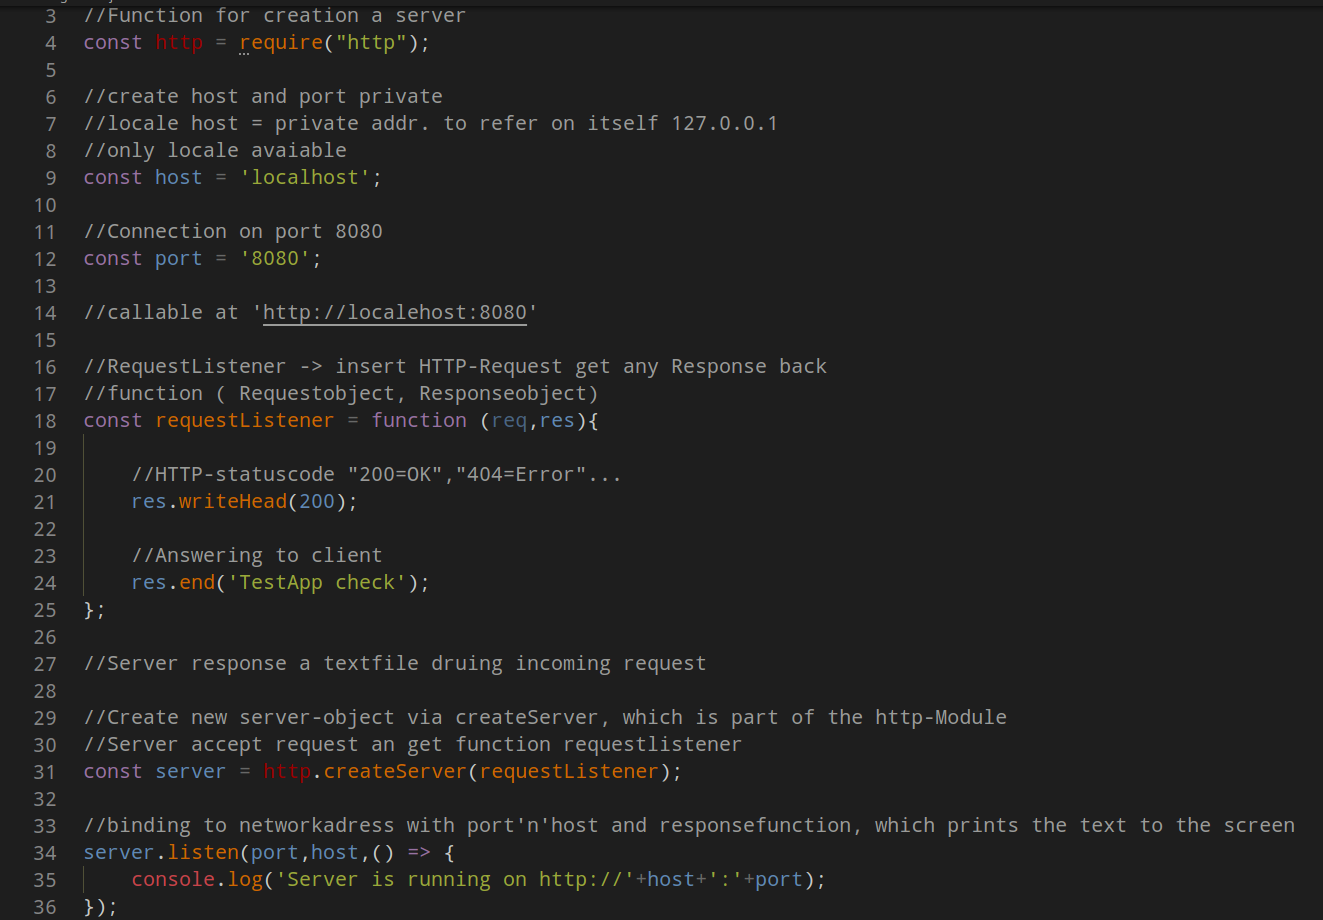 3 //Function for creation a server
4 const http = require("http");
5
6 //create host and port private
7 //locale host = private addr. to refer on itself 127.0.0.1
8 //only locale avaiable
9 const host = 'localhost';
10
11 //Connection on port 8080
12 const port = '8080';
13
14 //callable at 'http://localehost:8080'
15
16 //RequestListener -> insert HTTP-Request get any Response back
17 //function ( Requestobject, Responseobject)
18 const requestListener = function (req,res){
19
20     //HTTP-statuscode "200=OK","404=Error"...
21     res.writeHead(200);
22
23     //Answering to client
24     res.end('TestApp check');
25 };
26
27 //Server response a textfile druing incoming request
28
29 //Create new server-object via createServer, which is part of the http-Module
30 //Server accept request an get function requestlistener
31 const server = http.createServer(requestListener);
32
33 //binding to networkadress with port'n'host and responsefunction, which prints the text to the screen
34 server.listen(port,host,() => {
35     console.log('Server is running on http://'+host+':'+port);
36 });